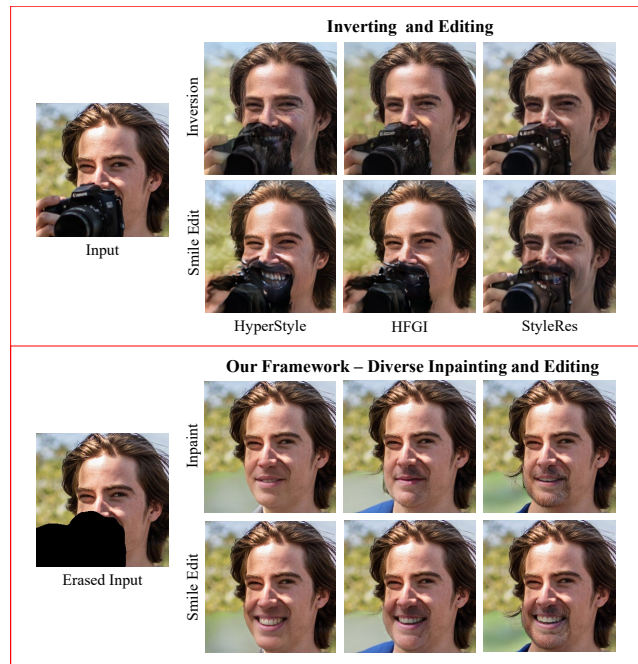 Inverting and Editing
Inversion
Input
Smile Edit
HyperStyle
HFGI
StyleRes
Our Framework – Diverse Inpainting and Editing
Inpaint
Erased Input
Smile Edit